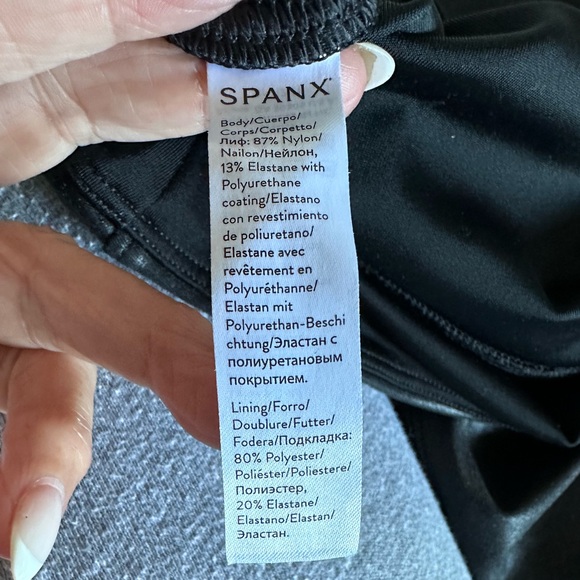 SPANX
Body/Cuerpo/
Corps/Corpetto/
Лиф: 87% Nylon/
Nailon/Нейлон,
13% Elastane with
Polyurethane
coating/Elastano
con revestimiento
de poliuretano/
Elastane avec
revêtement en
Polyuréthanne/
Elastan mit
Polyurethan-Beschi
chtung/Эластан с
полиуретановым
покрытием.
Lining/Forro/
Doublure/Futter/
Fodera/Подкладка:
80% Polyester/
Poliéster/Poliestere/
Полиэстер,
20% Elastane/
Elastano/Elastan/
Эластан.